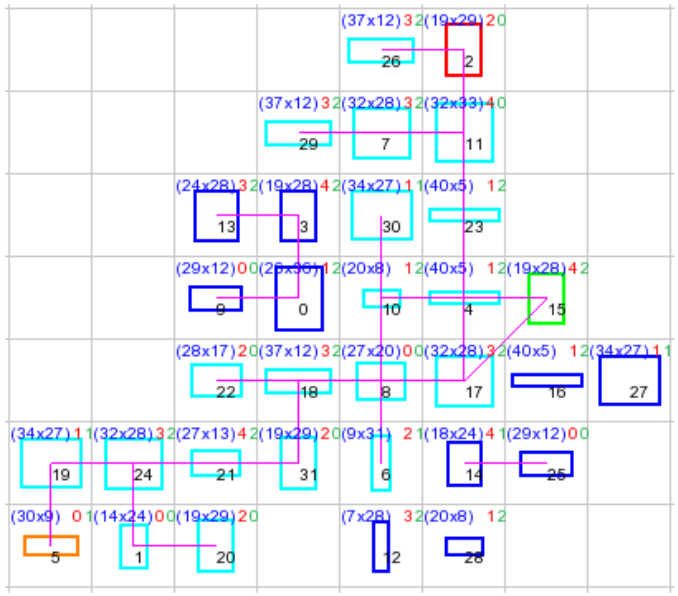 (37x12) 3 2 (19x29) 2 0
26 2
(37x12) 3 2 (32x28) 3 2 (32x33) 4 0
29 7 11
(24x28) 3 2 (19x28) 4 2 (34x27) 1 1 (40x5) 1 2
13 3 30 23
(29x12) 0 0 1 2 (20x8) 1 2 (40x5) 1 2 (19x28) 4 2
9 0 10 4 15
(28x17) 2 0 (37x12) 3 2 (27x20) 0 0 (32x28) 3 2 (40x5) 1 2 (34x27) 1 1
22 18 8 17 16 27
(34x27) 1 1 (32x28) 3 2 (27x13) 4 2 (19x29) 2 0 (9x31) 2 1 (18x24) 4 1 (29x12) 0 0
19 24 21 31 6 14 25
(30x9) 0 1 (14x24) 0 0 (19x29) 2 0 (7x28) 3 2 (20x8) 1 2
5 1 20 12 28